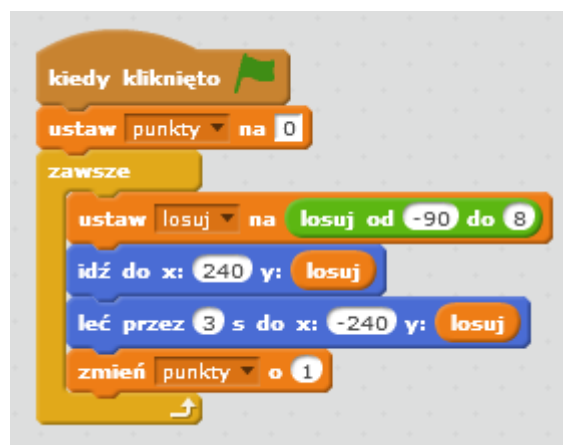 kiedy kliknięto
ustaw punkty na 0
zawsze
ustaw losuj na losuj od -90 do 8
idź do x: 240 y: losuj
leć przez 3 s do x: -240 y: losuj
zmień punkty o 1